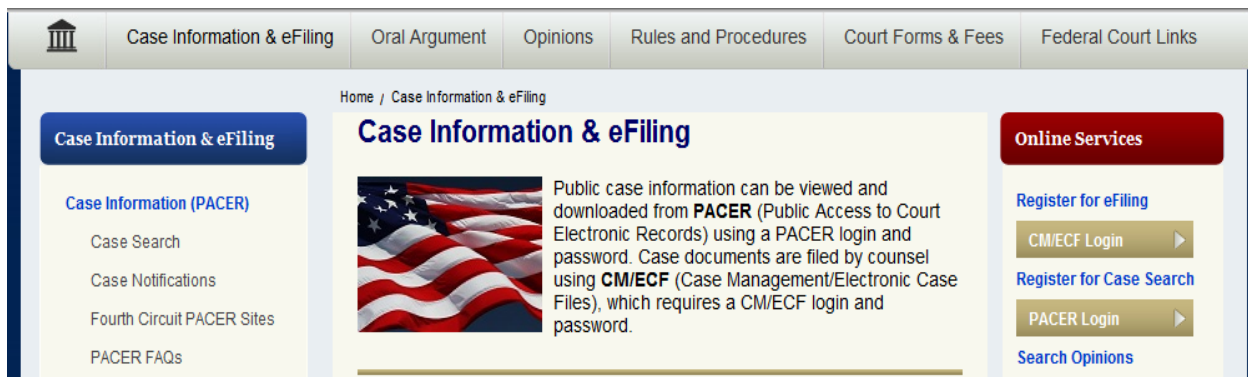 Case Information & eFiling
Oral Argument
Opinions
Rules and Procedures
Court Forms & Fees
Federal Court Links
Home / Case Information & eFiling
Case Information & eFiling
Case Information (PACER)
Case Search
Case Notifications
Fourth Circuit PACER Sites
PACER FAQs
Case Information & eFiling
Public case information can be viewed and
downloaded from PACER (Public Access to Court
Electronic Records) using a PACER login and
password. Case documents are filed by counsel
using CM/ECF (Case Management/Electronic Case
Files), which requires a CM/ECF login and
password.
Online Services
Register for eFiling
CM/ECF Login
Register for Case Search
PACER Login
Search Opinions